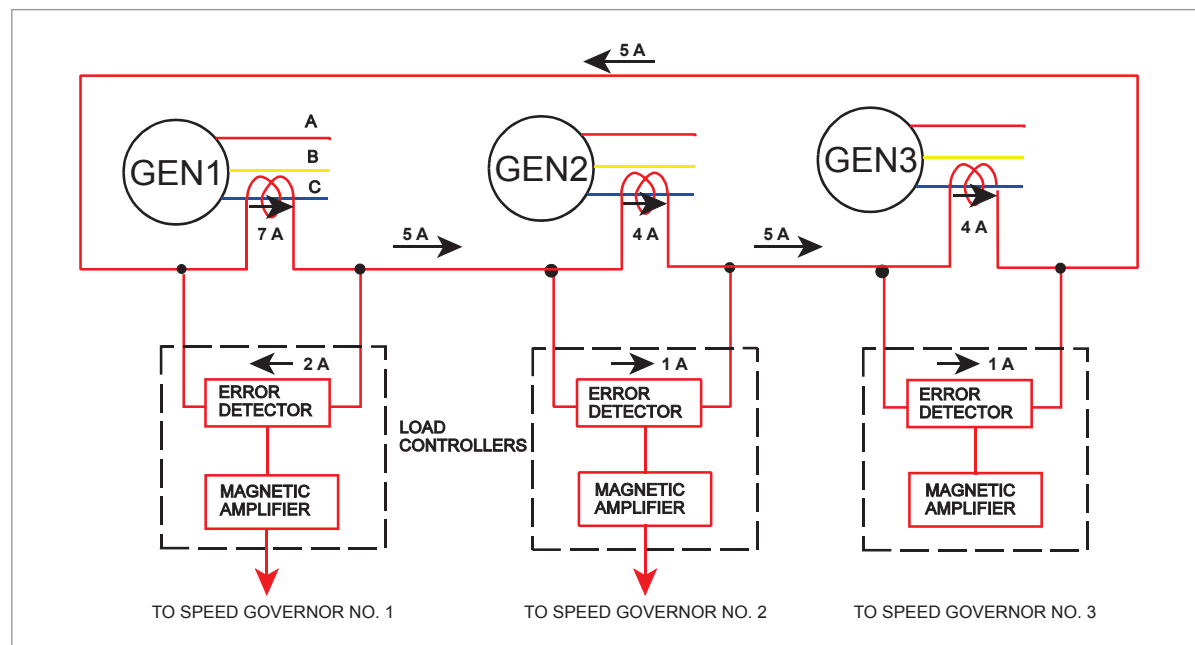 5 A
A
B
C
GEN1
GEN2
GEN3
7 A
5 A
4 A
5 A
4 A
2 A
ERROR
DETECTOR
1 A
ERROR
DETECTOR
1 A
ERROR
DETECTOR
LOAD
CONTROLLERS
MAGNETIC
AMPLIFIER
MAGNETIC
AMPLIFIER
MAGNETIC
AMPLIFIER
TO SPEED GOVERNOR NO. 1
TO SPEED GOVERNOR NO. 2
TO SPEED GOVERNOR NO. 3